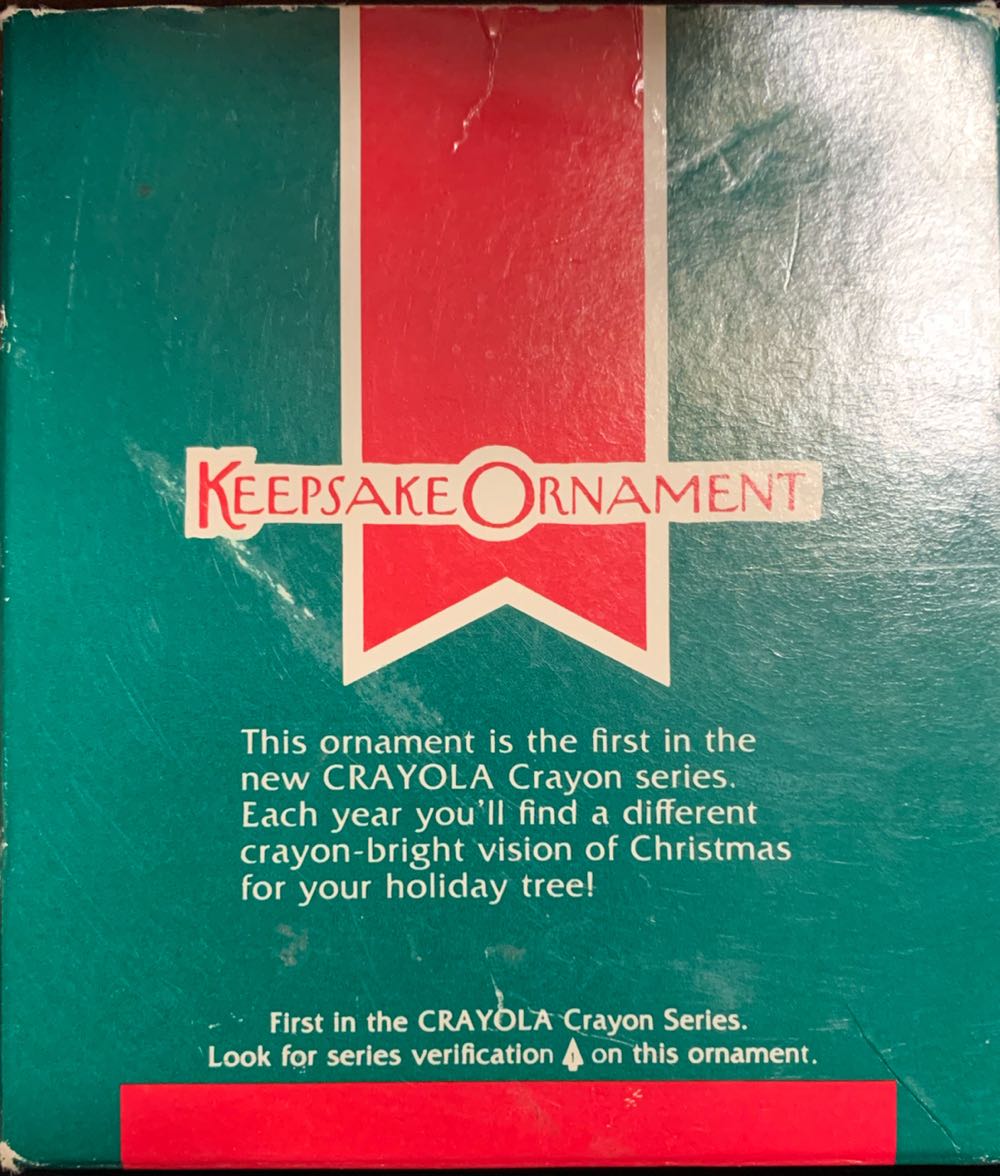 KEEPSAKE ORNAMENT
This ornament is the first in the
new CRAYOLA Crayon series.
Each year you'll find a different
crayon-bright vision of Christmas
for your holiday tree!
First in the CRAYOLA Crayon Series.
Look for series verification 1 on this ornament.